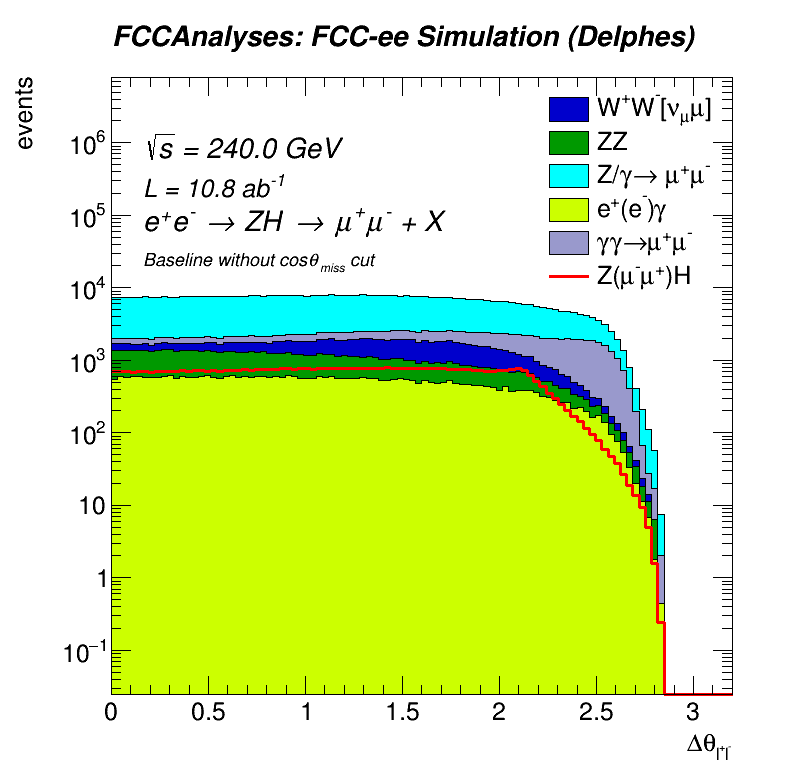 FCCAnalyses: FCC-ee Simulation (Delphes)
events
√s = 240.0 GeV
L = 10.8 ab⁻¹
e⁺e⁻ → ZH → μ⁺μ⁻ + X
Baseline without cosθ_miss cut
W⁺W⁻[ν_μμ]
ZZ
Z/γ→ μ⁺μ⁻
e⁺(e⁻)γ
γγ→μ⁺μ⁻
Z(μ⁻μ⁺)H
10⁶
10⁵
10⁴
10³
10²
10
1
10⁻¹
0 0.5 1 1.5 2 2.5 3
Δθ_l⁺l⁻